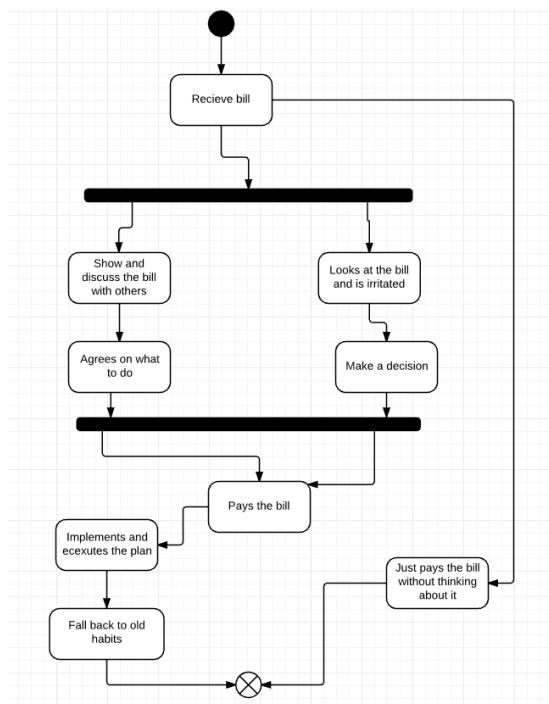 Recieve bill
Show and
discuss the bill
with others
Looks at the bill
and is irritated
Agrees on what
to do
Make a decision
Pays the bill
Implements and
ecexutes the plan
Just pays the bill
without thinking
about it
Fall back to old
habits